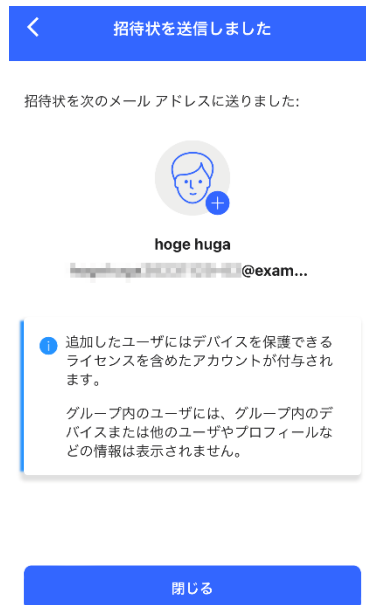 招待状を送信しました
招待状を次のメール アドレスに送りました:
hoge huga
@exam...
追加したユーザにはデバイスを保護できる
ライセンスを含めたアカウントが付与され
ます。
グループ内のユーザには、グループ内のデ
バイスまたは他のユーザやプロフィールな
どの情報は表示されません。
閉じる